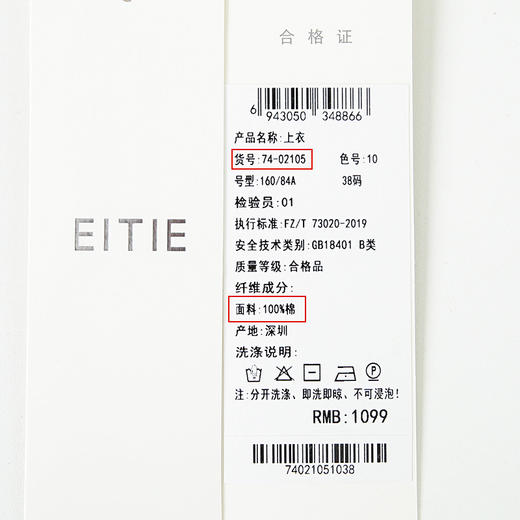 EITIE
合格证
6 943050 348866
产品名称:上衣
货号:74-02105 色号:10
号型:160/84A 38码
检验员:01
执行标准:FZ/T 73020-2019
安全技术类别:GB18401 B类
质量等级:合格品
纤维成分:
面料:100%棉
产地:深圳
洗涤说明:
P
注:分开洗涤、即洗即晾、不可浸泡!
RMB:1099
74021051038